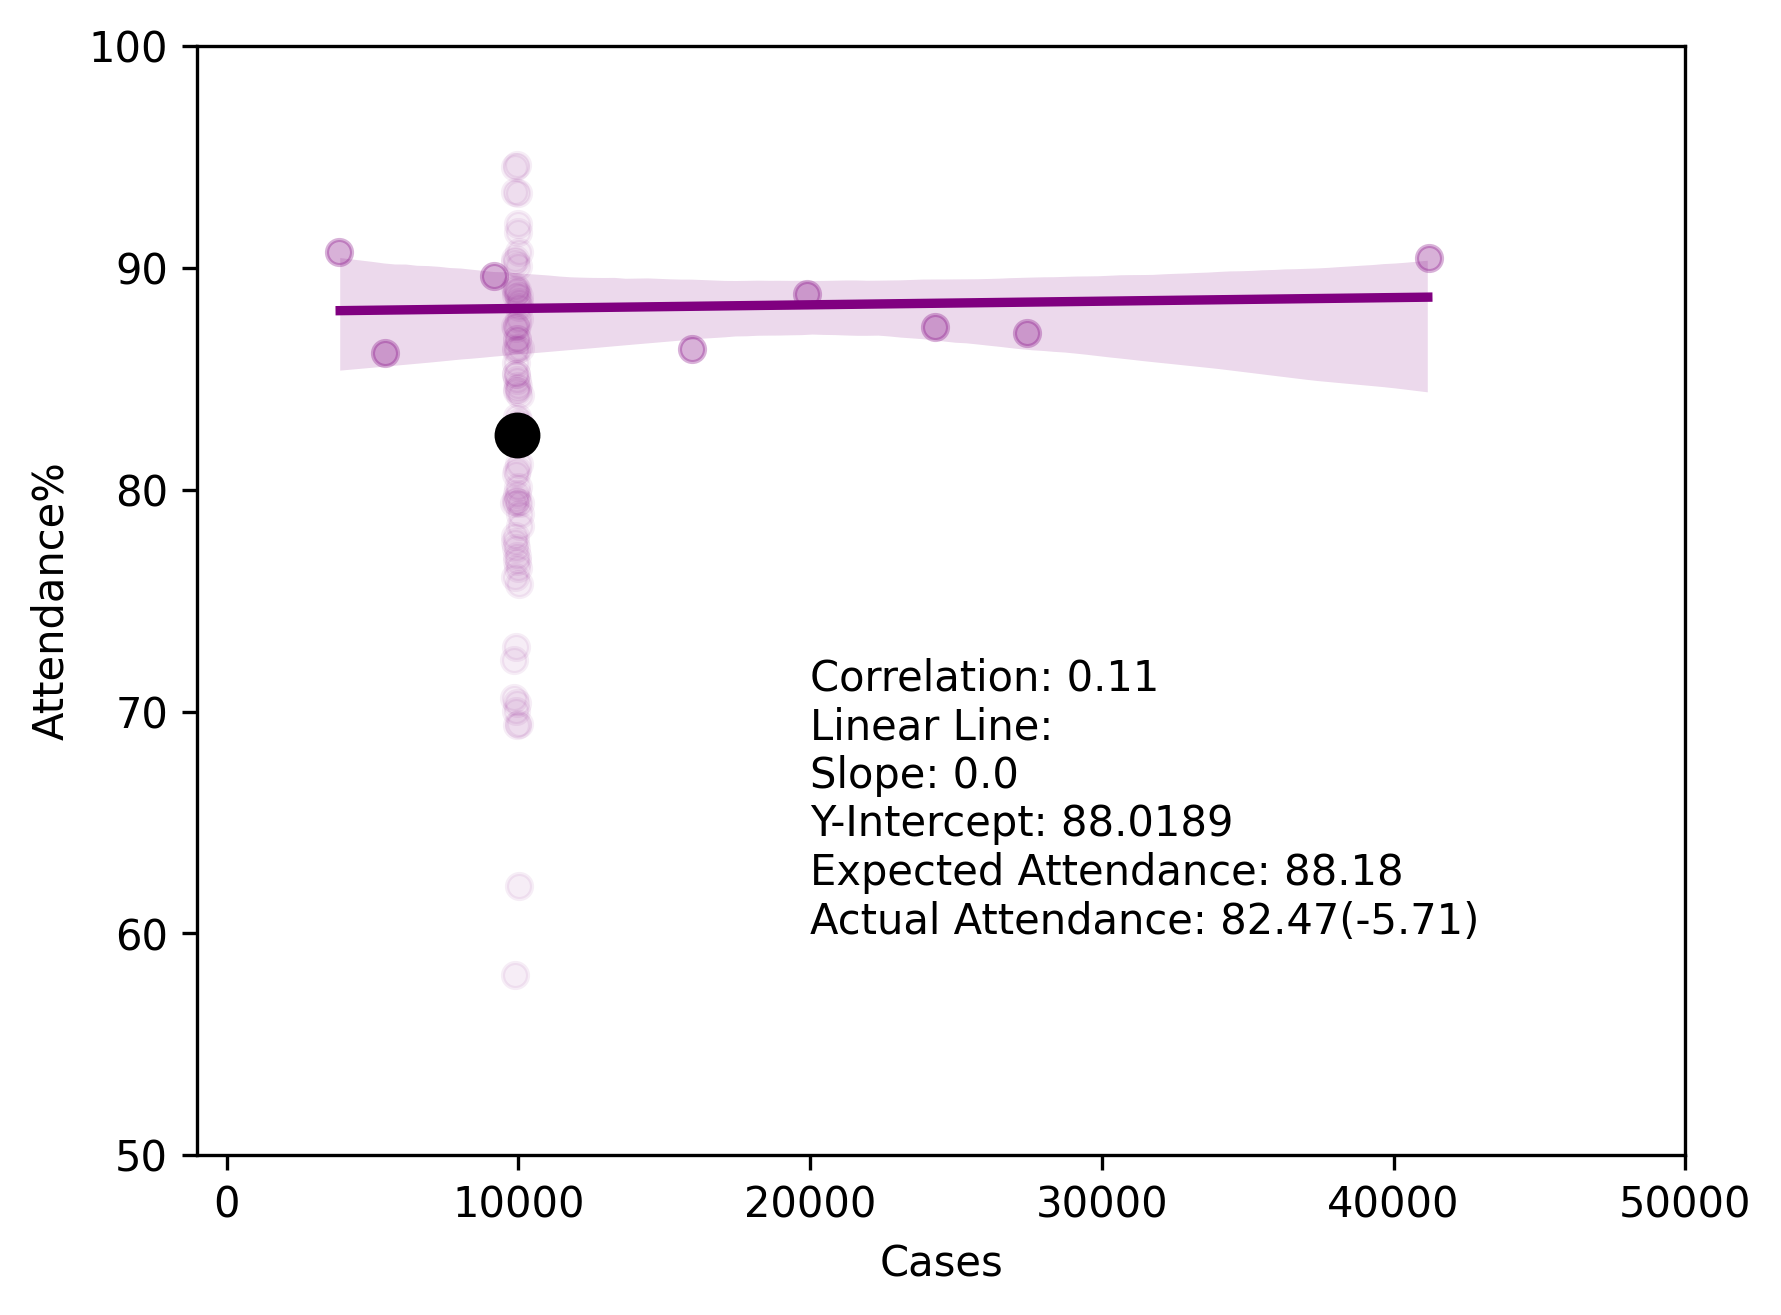 100
90
80
70
60
50
Attendance%
Correlation: 0.11
Linear Line:
Slope: 0.0
Y-Intercept: 88.0189
Expected Attendance: 88.18
Actual Attendance: 82.47(-5.71)
0 10000 20000 30000 40000 50000
Cases